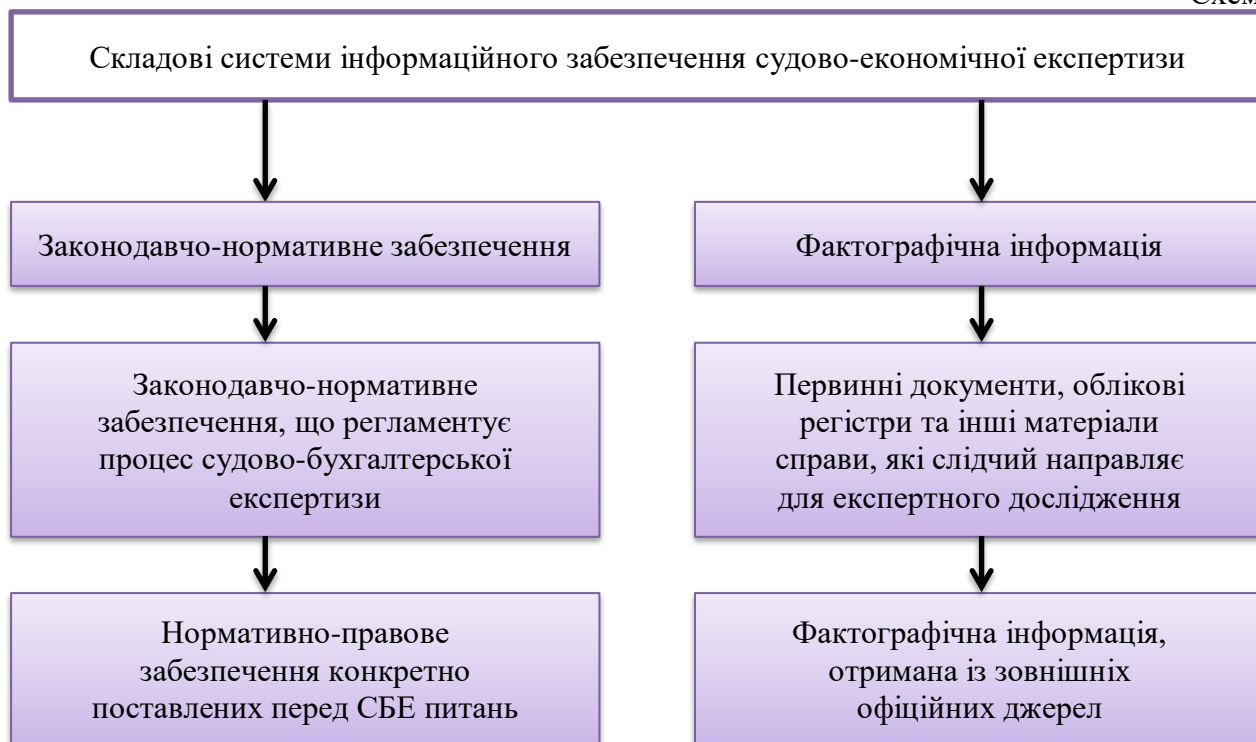 Схем
Складові системи інформаційного забезпечення судово-економічної експертизи
Законодавчо-нормативне забезпечення
Фактографічна інформація
Законодавчо-нормативне
забезпечення, що регламентує
процес судово-бухгалтерської
експертизи
Первинні документи, облікові
регістри та інші матеріали
справи, які слідчий направляє
для експертного дослідження
Нормативно-правове
забезпечення конкретно
поставлених перед СБЕ питань
Фактографічна інформація,
отримана із зовнішніх
офіційних джерел